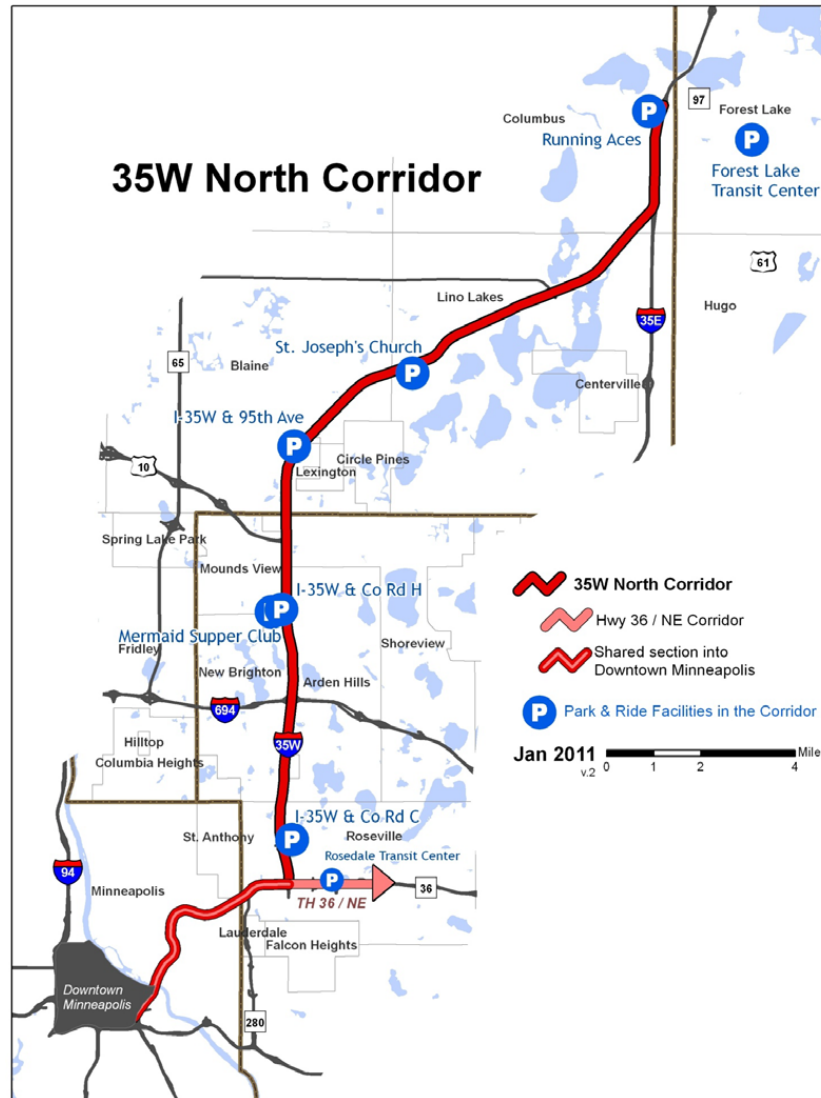 97
Forest Lake
Columbus
Running Aces
Forest Lake
Transit Center
35W North Corridor
61
Lino Lakes
Hugo
35E
St. Joseph's Church
65
Blaine
Centerville
I-35W & 95th Ave
10
Circle Pines
Lexington
Spring Lake Park
Mounds View
I-35W & Co Rd H
35W North Corridor
Hwy 36 / NE Corridor
Mermaid Supper Club
Fridley
Shoreview
Shared section into
Downtown Minneapolis
New Brighton
Arden Hills
694
P Park & Ride Facilities in the Corridor
35W
Hilltop
Columbia Heights
Jan 2011
v.2
Mile
0 1 2 4
I-35W & Co Rd C
St. Anthony
Roseville
Rosedale Transit Center
94
Minneapolis
36
TH 36 / NE
Lauderdale
Falcon Heights
Downtown
Minneapolis
280
P
P
P
P
P
P
P